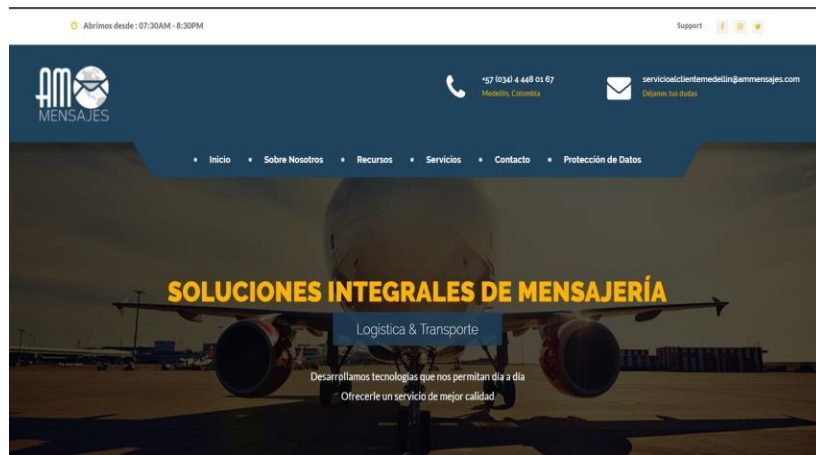 Abrimos desde : 07:30AM - 8:30PM
Support
AM
MENSAJES
+57 (034) 4 448 01 67
Medellín, Colombia
servicioalclientemedellin@ammensajes.com
Déjanos tus dudas
Inicio
Sobre Nosotros
Recursos
Servicios
Contacto
Protección de Datos
SOLUCIONES INTEGRALES DE MENSAJERÍA
Logística & Transporte
Desarrollamos tecnologías que nos permitan día a día
Ofrecerle un servicio de mejor calidad